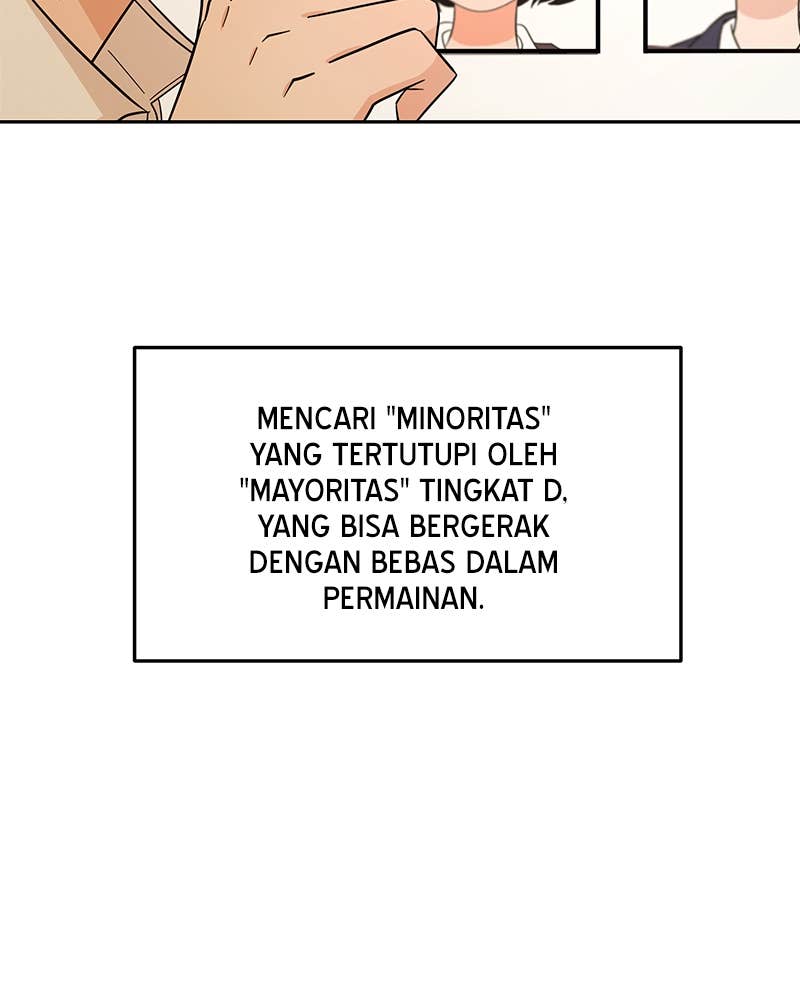 MENCARI "MINORITAS"
YANG TERTUTUPI OLEH
"MAYORITAS" TINGKAT D,
YANG BISA BERGERAK
DENGAN BEBAS DALAM
PERMAINAN.